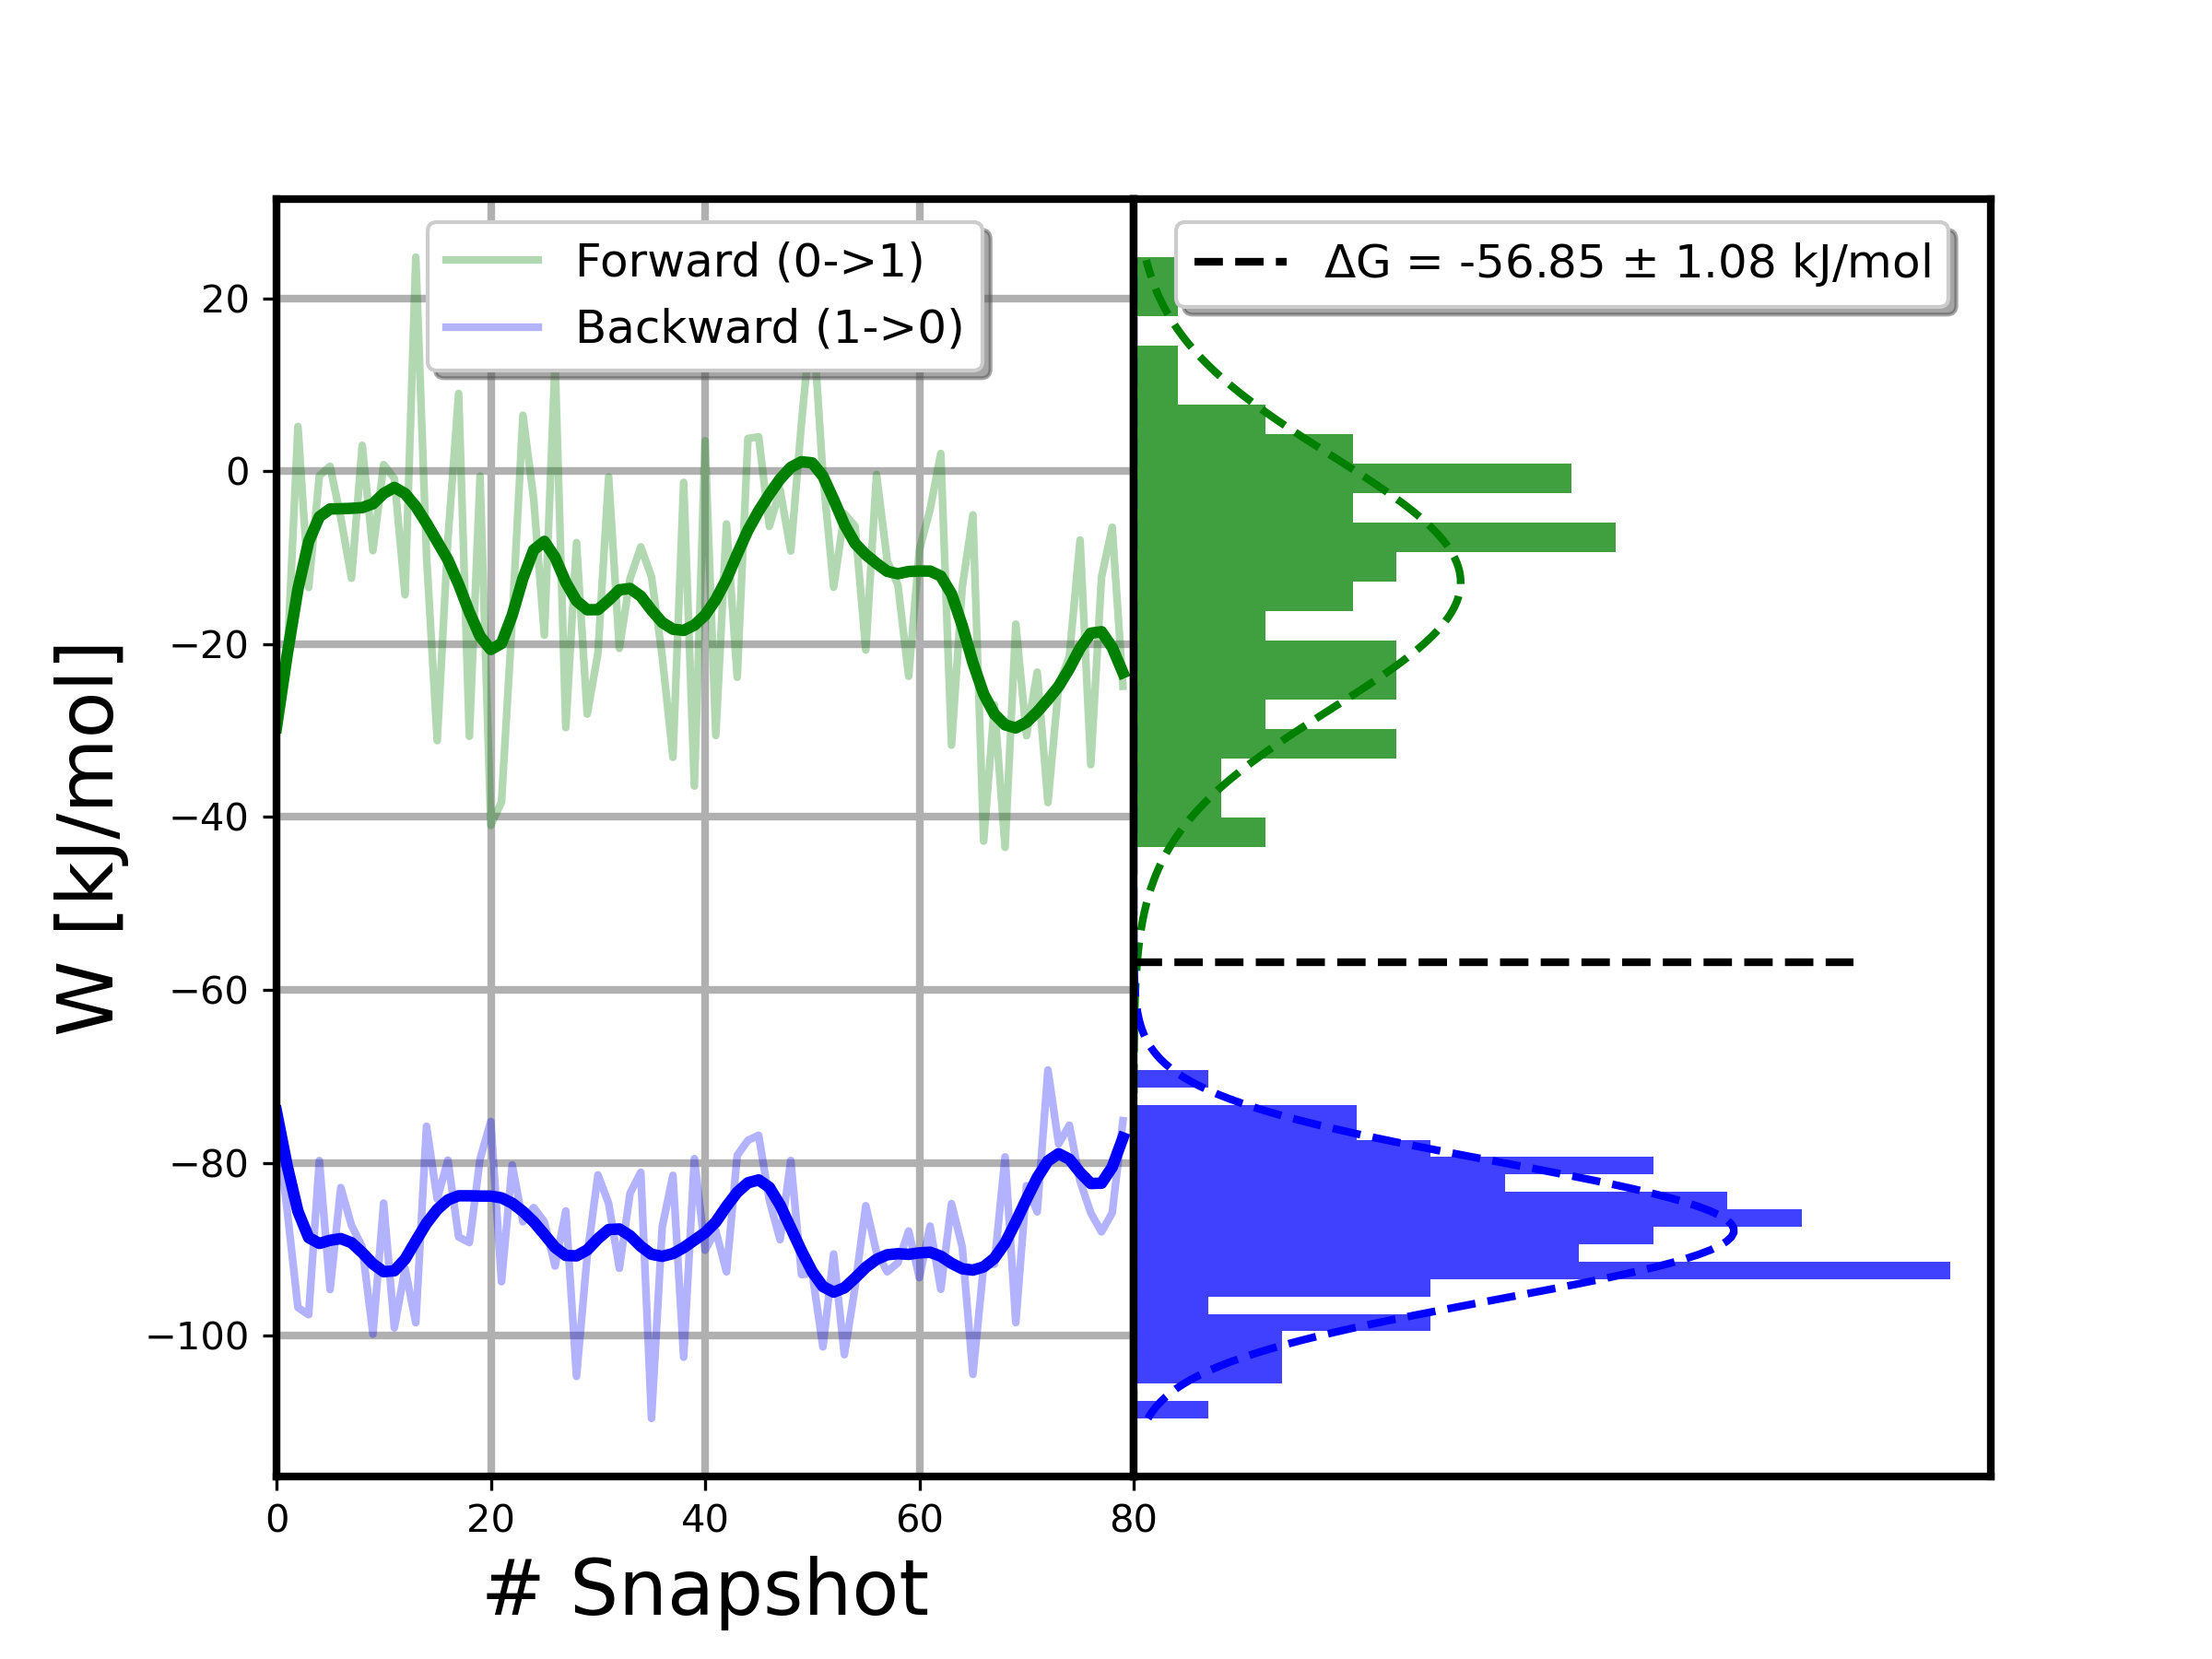 Forward (0->1)
Backward (1->0)
ΔG = -56.85 ± 1.08 kJ/mol
W [kJ/mol]
20
0
−20
−40
−60
−80
−100
0 20 40 60 80
# Snapshot